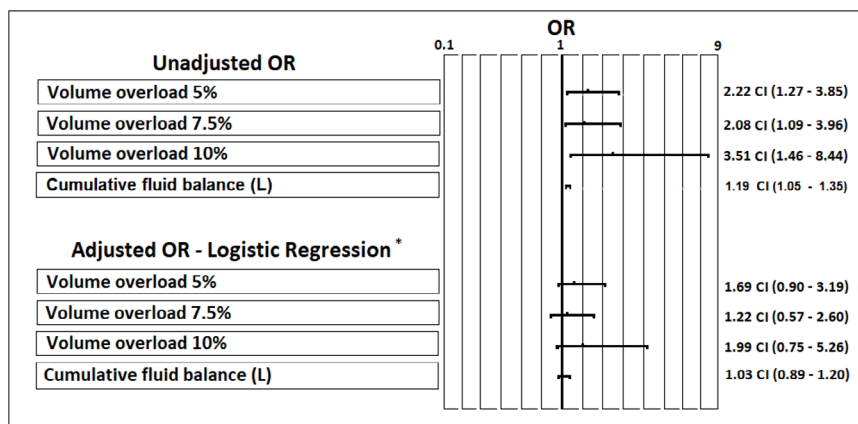 OR
0.1 1 9
Unadjusted OR
Volume overload 5% 2.22 CI (1.27 - 3.85)
Volume overload 7.5% 2.08 CI (1.09 - 3.96)
Volume overload 10% 3.51 CI (1.46 - 8.44)
Cumulative fluid balance (L) 1.19 CI (1.05 - 1.35)
Adjusted OR - Logistic Regression *
Volume overload 5% 1.69 CI (0.90 - 3.19)
Volume overload 7.5% 1.22 CI (0.57 - 2.60)
Volume overload 10% 1.99 CI (0.75 - 5.26)
Cumulative fluid balance (L) 1.03 CI (0.89 - 1.20)